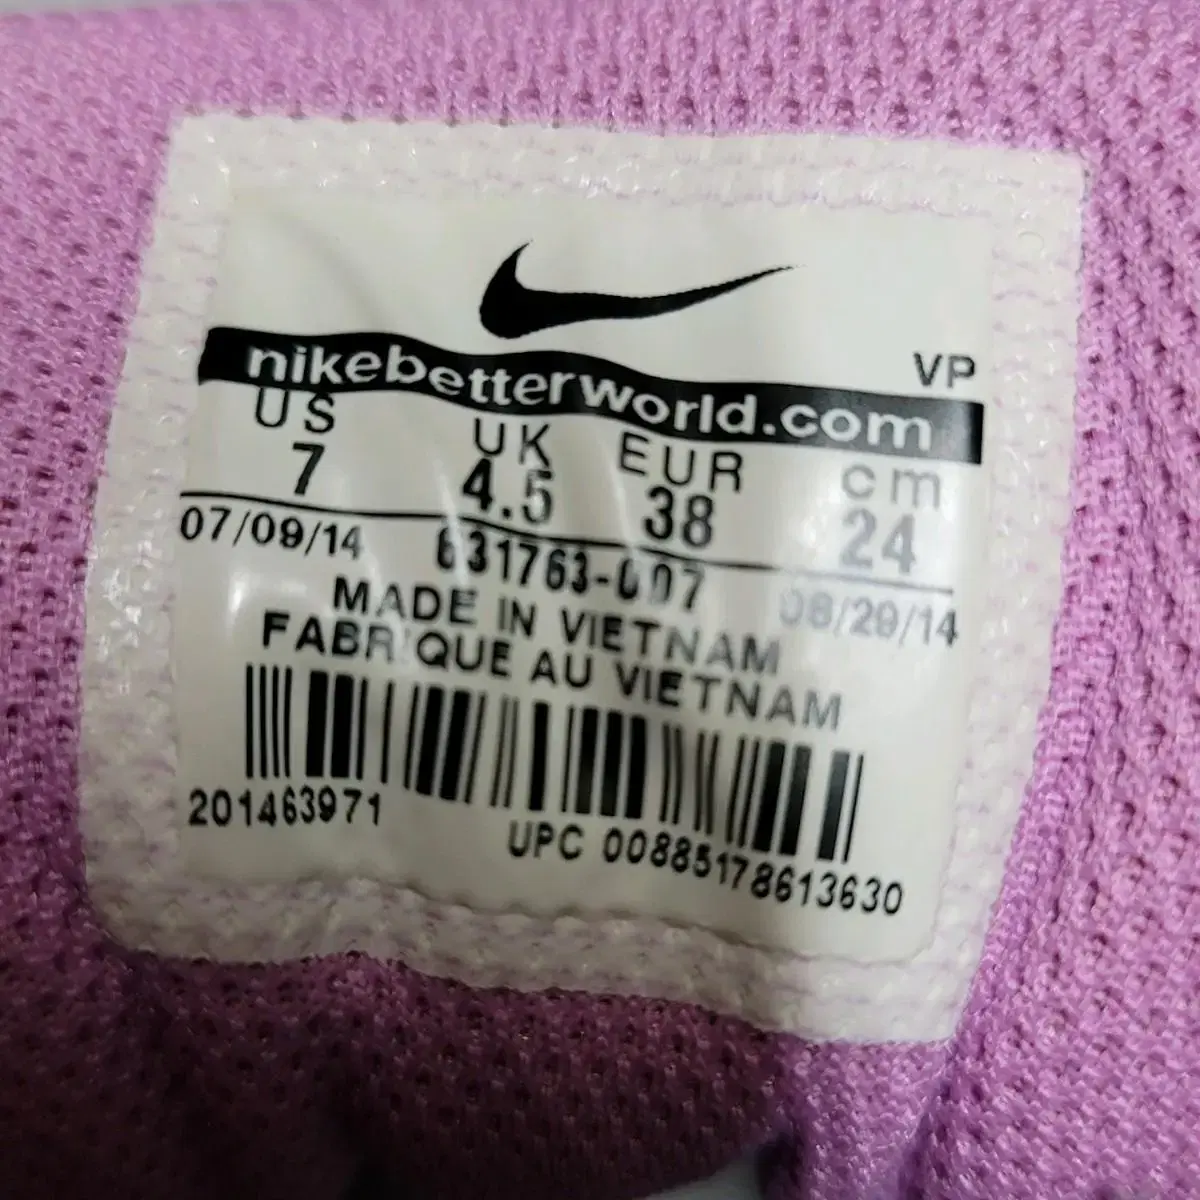 nikebetterworld.com VP
US UK EUR cm
7 4.5 38 24
07/09/14 631763-007 08/29/14
MADE IN VIETNAM
FABRIQUE AU VIETNAM
201463971
UPC 00885178613630